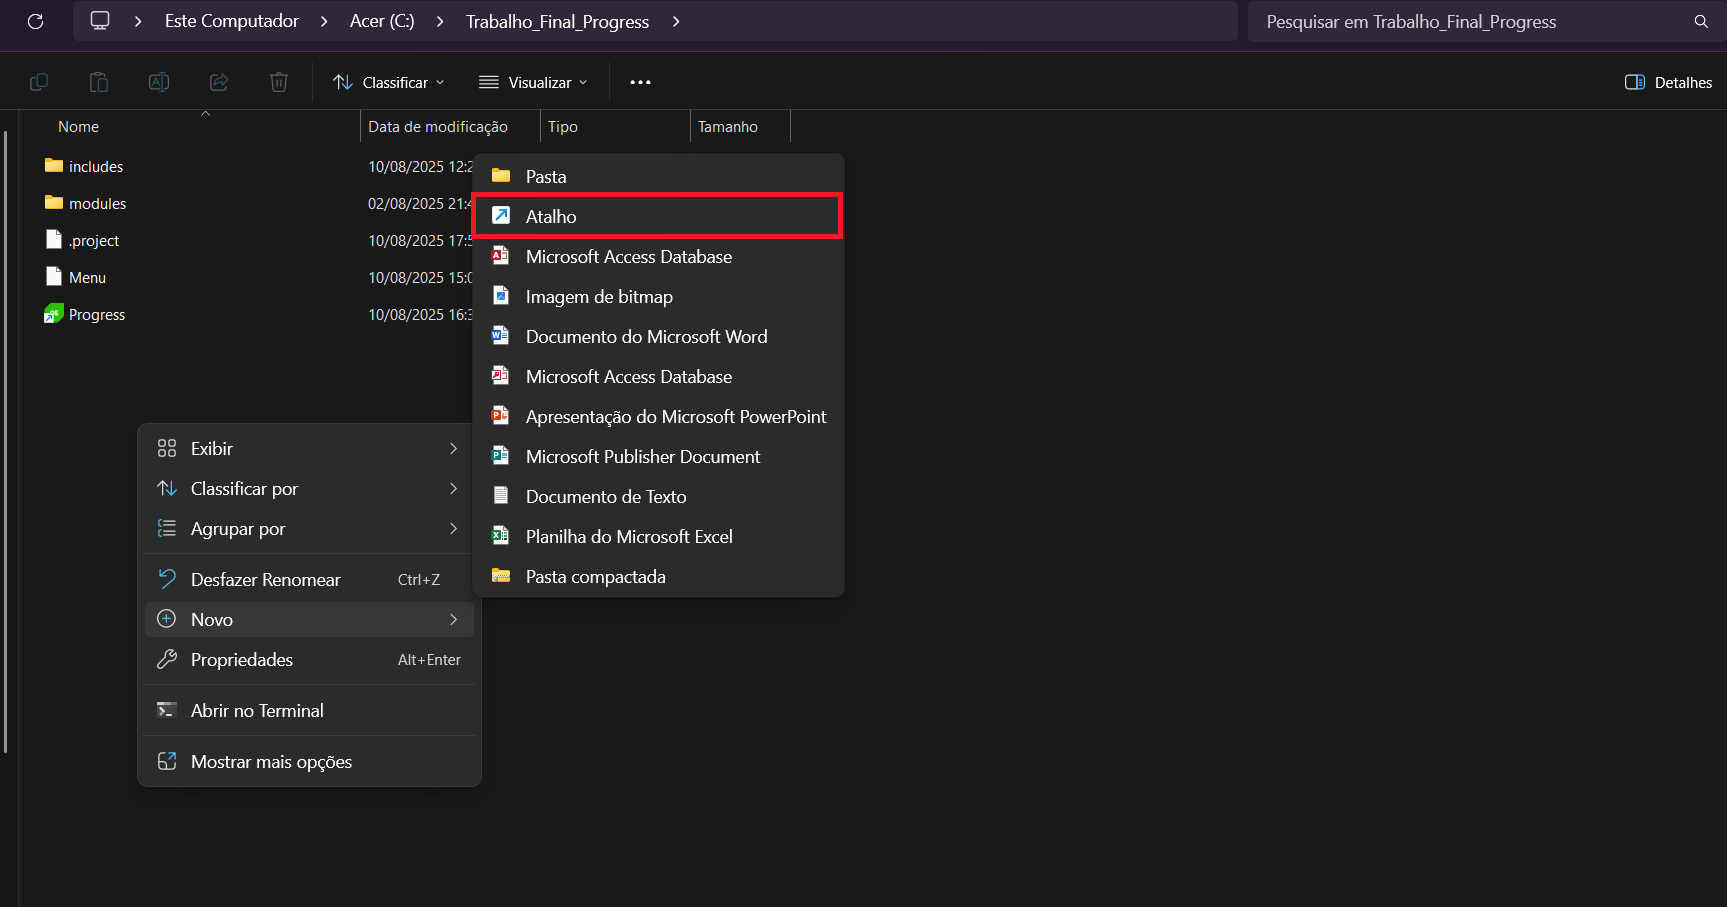 Este Computador > Acer (C:) > Trabalho_Final_Progress >
Pesquisar em Trabalho_Final_Progress
Classificar
Visualizar
Detalhes
Nome Data de modificação Tipo Tamanho
includes 10/08/2025 12:2
modules 02/08/2025 21:4
.project 10/08/2025 17:5
Menu 10/08/2025 15:0
Progress 10/08/2025 16:3
Pasta
Atalho
Microsoft Access Database
Imagem de bitmap
Documento do Microsoft Word
Microsoft Access Database
Apresentação do Microsoft PowerPoint
Microsoft Publisher Document
Documento de Texto
Planilha do Microsoft Excel
Pasta compactada
Exibir
Classificar por
Agrupar por
Desfazer Renomear Ctrl+Z
Novo
Propriedades Alt+Enter
Abrir no Terminal
Mostrar mais opções